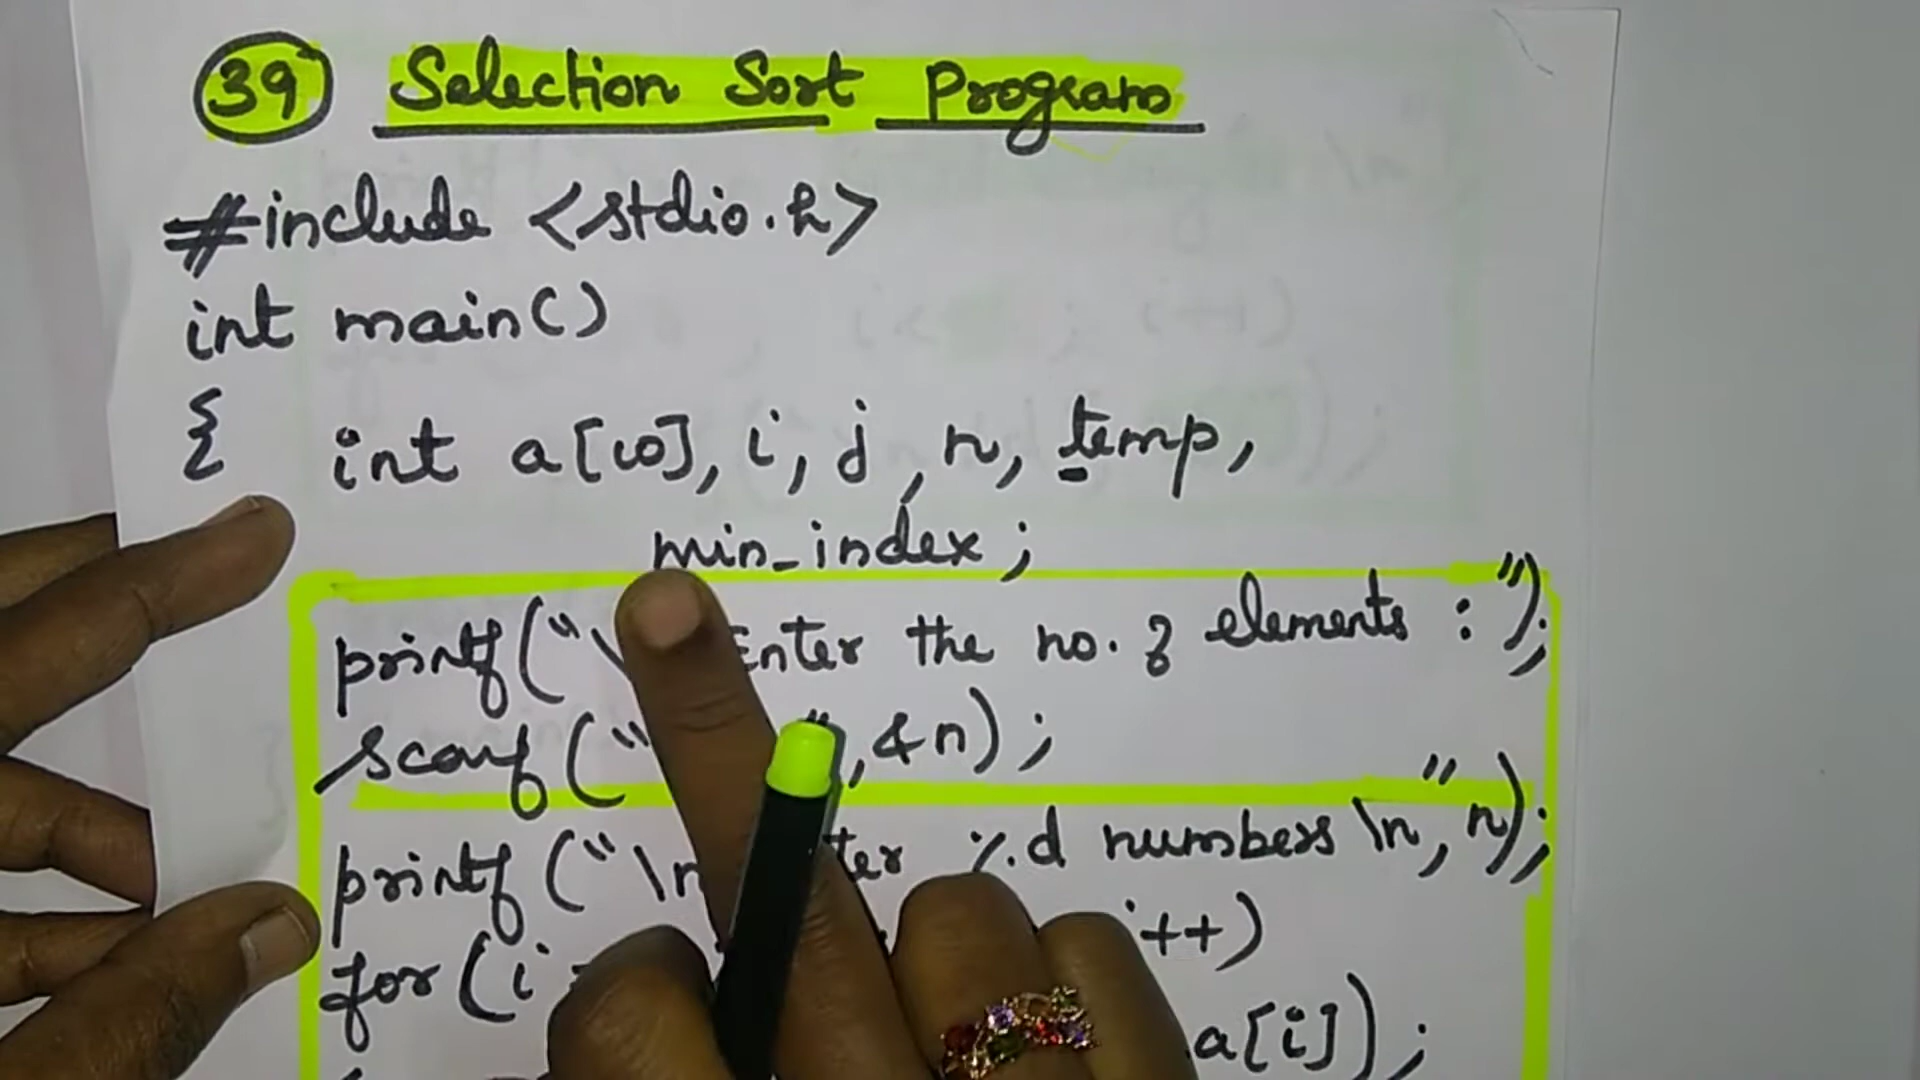 39 Selection Sort Program
#include <stdio.h>
int main()
{ int a[10], i, j, n, temp,
min_index;
printf("\ Enter the no. of elements : ");
scanf(" ",&n);
printf("\n ter %d numbers \n",n);
for(i i++)
a[i]);